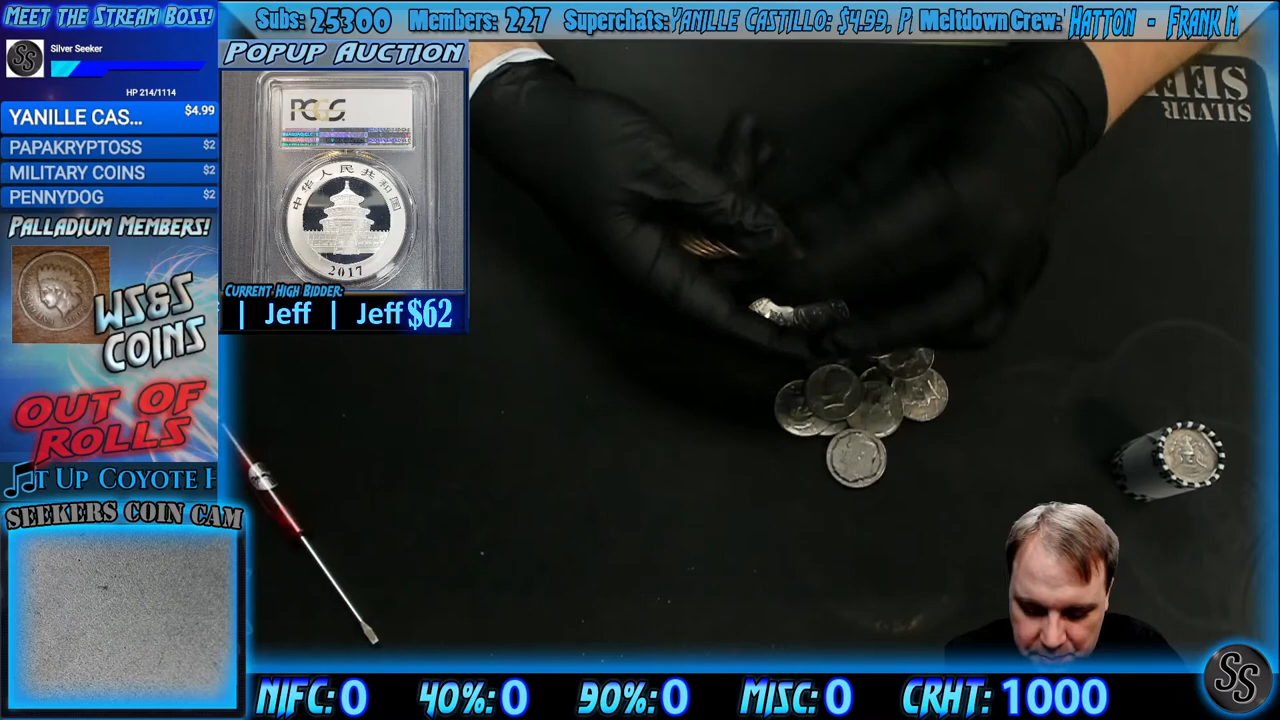 Meet the Stream Boss!
Subs: 25300 Members: 227 Superchats: Yanille Castillo: $4.99, P Meltdown Crew: Hatton - Frank M
Silver Seeker
HP 214/1114
YANILLE CAS... $4.99
PAPAKRYPTOSS $2
MILITARY COINS $2
PENNYDOG $2
Popup Auction
PCGS
中华人民共和国
2017
Current High Bidder:
| Jeff | Jeff $62
SILVER
SEEK
Palladium Members!
WS&S
COINS
OUT OF
ROLLS
t Up Coyote H
Seekers Coin Cam
NIFC: 0 40%: 0 90%: 0 MISC: 0 CRHT: 1000
SS